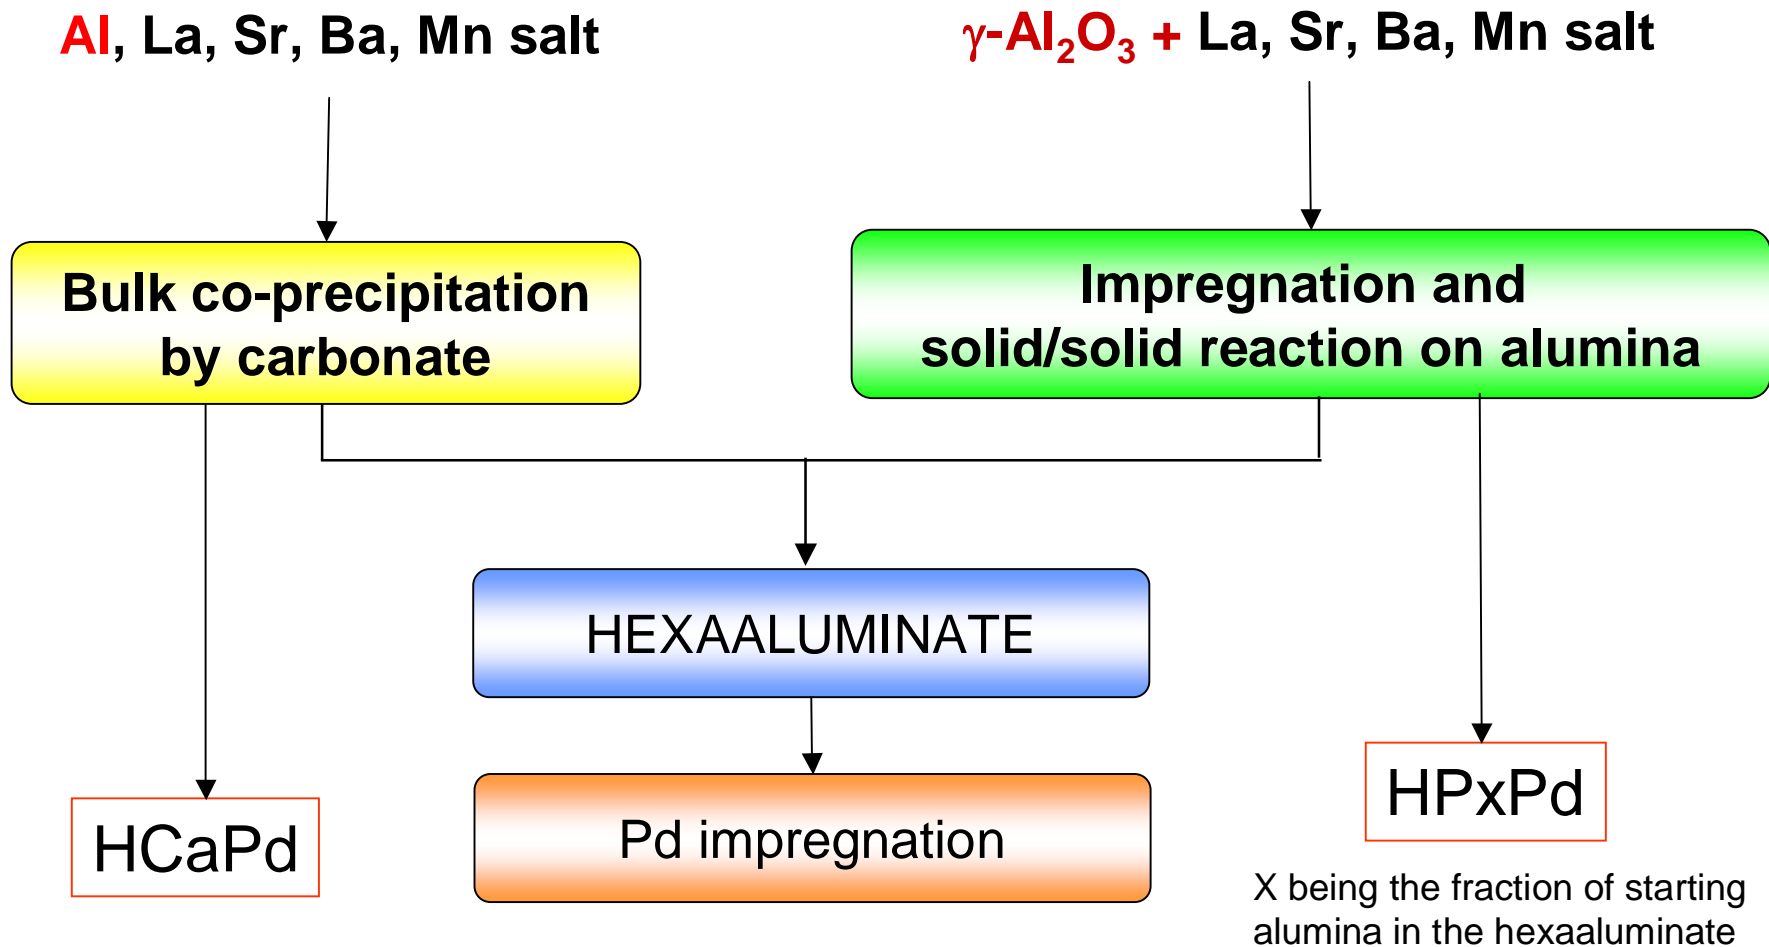 Al, La, Sr, Ba, Mn salt
γ-Al₂O₃ + La, Sr, Ba, Mn salt
Bulk co-precipitation
by carbonate
Impregnation and
solid/solid reaction on alumina
HEXAALUMINATE
HPxPd
Pd impregnation
HCaPd
X being the fraction of starting
alumina in the hexaaluminate